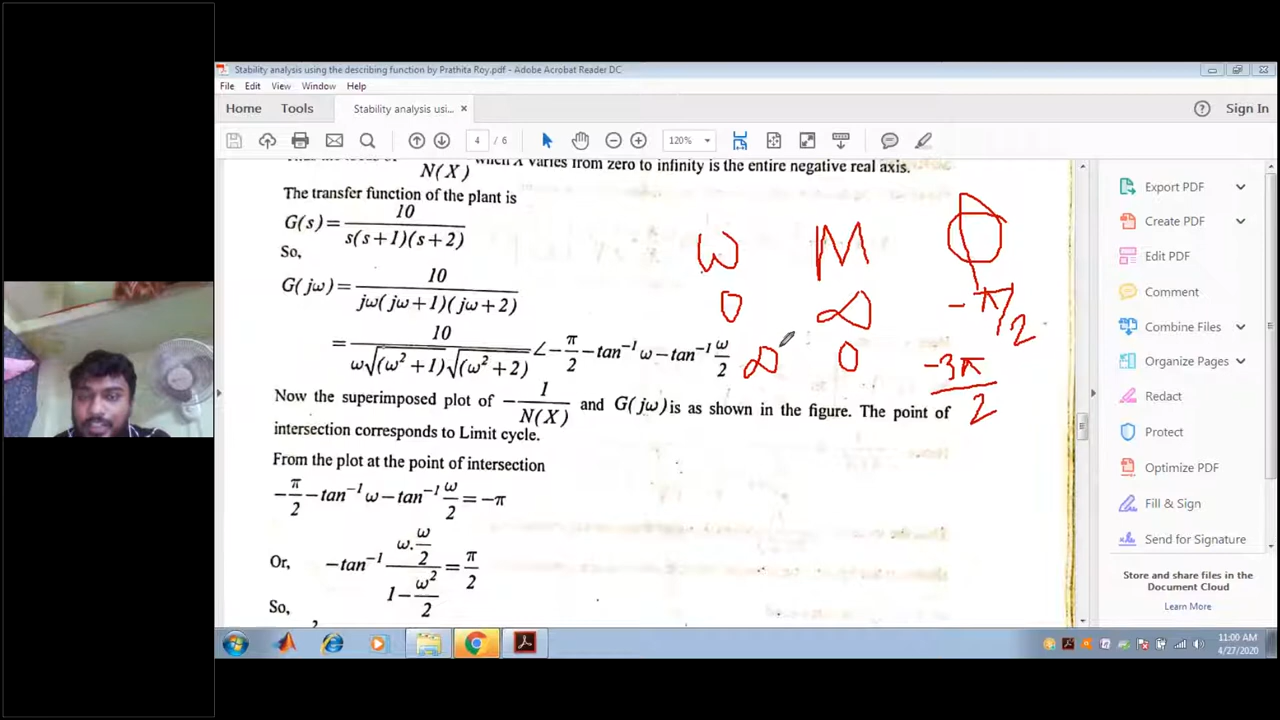 Stability analysis using the describing function by Prathita Roy.pdf - Adobe Acrobat Reader DC
File Edit View Window Help
Home Tools Stability analysis usi... × Sign In
4 / 6 120%
N(X) when X varies from zero to infinity is the entire negative real axis.
The transfer function of the plant is
G(s)= 10 / s(s+1)(s+2)
So,
G(jω)= 10 / jω(jω+1)(jω+2)
= 10 / ω√(ω²+1)√(ω²+2) ∠-π/2-tan⁻¹ω-tan⁻¹ω/2
ω M Φ
0 ∞ -π/2
∞ 0 -3π/2
Now the superimposed plot of -1/N(X) and G(jω) is as shown in the figure. The point of
intersection corresponds to Limit cycle.
From the plot at the point of intersection
-π/2-tan⁻¹ω-tan⁻¹ω/2=-π
Or, -tan⁻¹ (ω.ω/2)/(1-ω²/2)=π/2
So,
Export PDF
Create PDF
Edit PDF
Comment
Combine Files
Organize Pages
Redact
Protect
Optimize PDF
Fill & Sign
Send for Signature
Store and share files in the
Document Cloud
Learn More
11:00 AM
4/27/2020